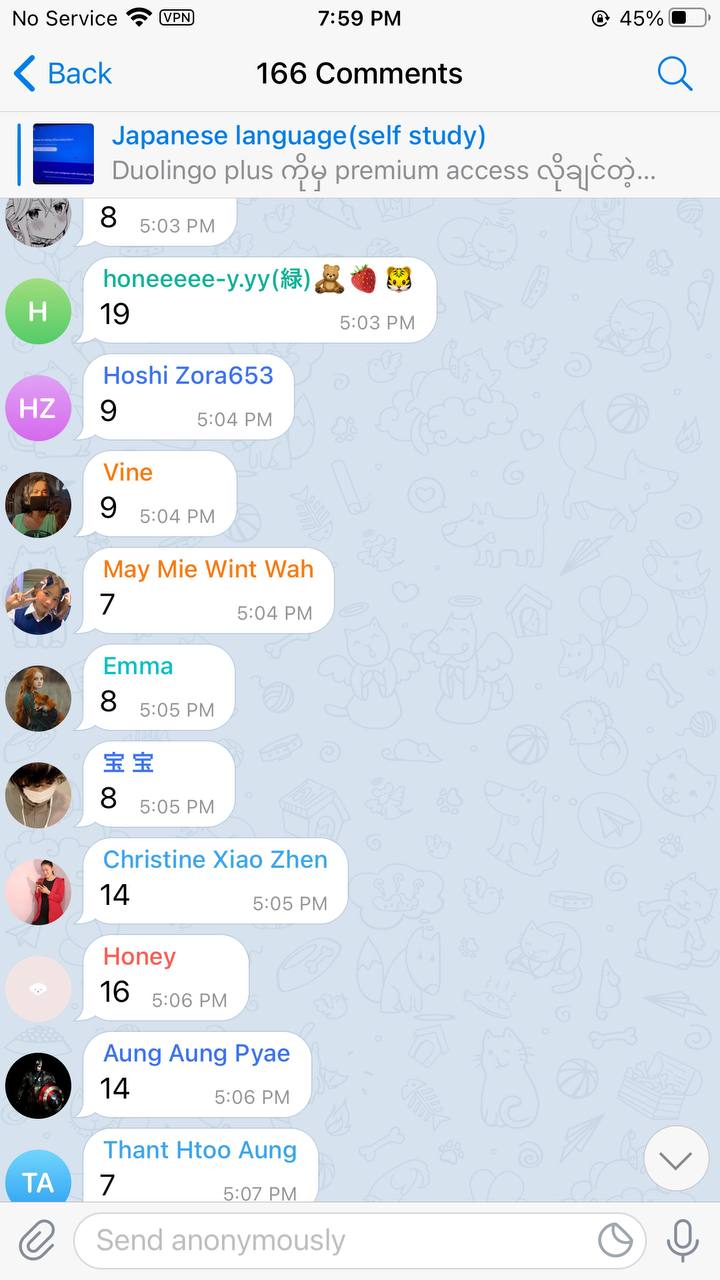 No Service VPN 7:59 PM 45%
Back 166 Comments
Japanese language(self study)
Duolingo plus ကိုမှ premium access လိုချင်တဲ့...
8 5:03 PM
honeeeee-y.yy(緑)🧸🍓🐯
H 19 5:03 PM
Hoshi Zora653
HZ 9 5:04 PM
Vine
9 5:04 PM
May Mie Wint Wah
7 5:04 PM
Emma
8 5:05 PM
宝 宝
8 5:05 PM
Christine Xiao Zhen
14 5:05 PM
Honey
16 5:06 PM
Aung Aung Pyae
14 5:06 PM
Thant Htoo Aung
TA 7 5:07 PM
Send anonymously